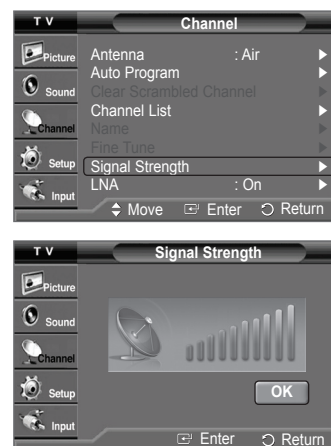 T V
Channel
Picture
Antenna : Air
Auto Program
Sound
Clear Scrambled Channel
Channel List
Channel
Name
Fine Tune
Setup
Signal Strength
LNA : On
Input
Move Enter Return
T V
Signal Strength
Picture
Sound
Channel
Setup
OK
Input
Enter Return